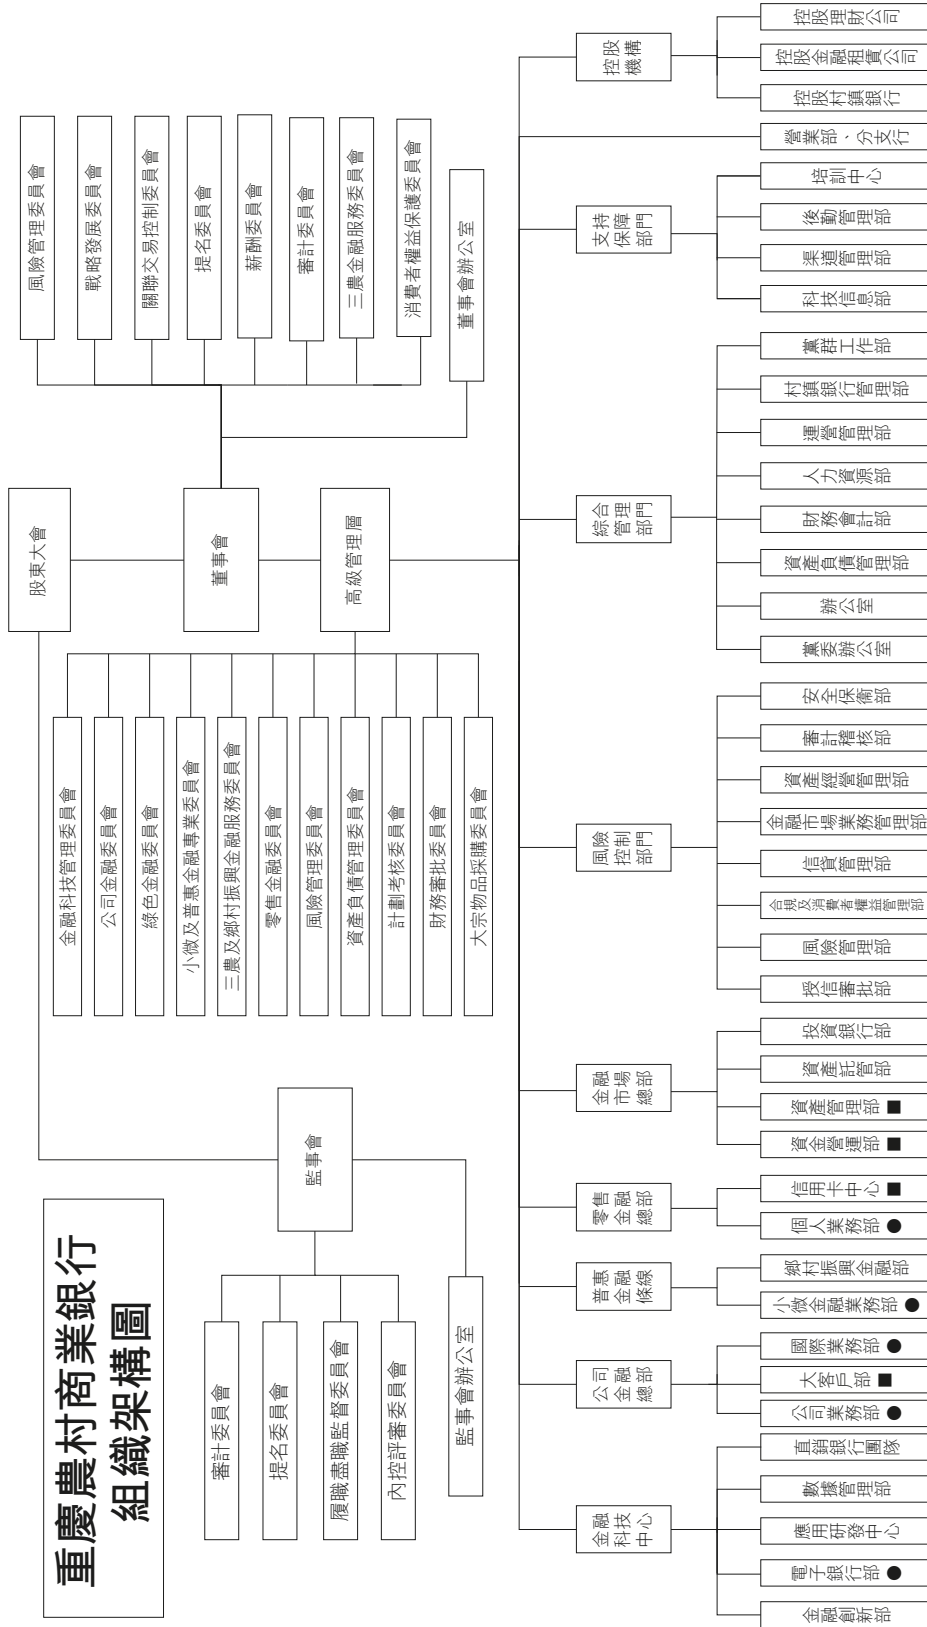 重慶農村商業銀行
組織架構圖
股東大會
監事會
審計委員會
提名委員會
履職盡職監督委員會
內控評審委員會
監事會辦公室
董事會
風險管理委員會
戰略發展委員會
關聯交易控制委員會
提名委員會
薪酬委員會
審計委員會
三農金融服務委員會
消費者權益保護委員會
董事會辦公室
高級管理層
金融科技管理委員會
公司金融委員會
綠色金融委員會
小微及普惠金融專業委員會
三農及鄉村振興金融服務委員會
零售金融委員會
風險管理委員會
資產負債管理委員會
計劃考核委員會
財務審批委員會
大宗物品採購委員會
金融
科技
中心
金融創新部
電子銀行部 ●
應用研發中心
數據管理部
直銷銀行團隊
公司
金融
總部
公司業務部 ●
大客戶部 ■
國際業務部 ●
普惠
金融
條線
小微金融業務部 ●
鄉村振興金融部
零售
金融
總部
個人業務部 ●
信用卡中心 ■
金融
市場
總部
資金營運部 ■
資產管理部 ■
資產託管部
投資銀行部
風險
控制
部門
授信審批部
風險管理部
合規及消費者權益管理部
信貸管理部
金融市場業務管理部
資產經營管理部
審計稽核部
安全保衛部
綜合
管理
部門
黨委辦公室
辦公室
資產負債管理部
財務會計部
人力資源部
運營管理部
村鎮銀行管理部
黨群工作部
支持
保障
部門
科技信息部
渠道管理部
後勤管理部
培訓中心
營業部、分支行
控股
機構
控股村鎮銀行
控股金融租賃公司
控股理財公司